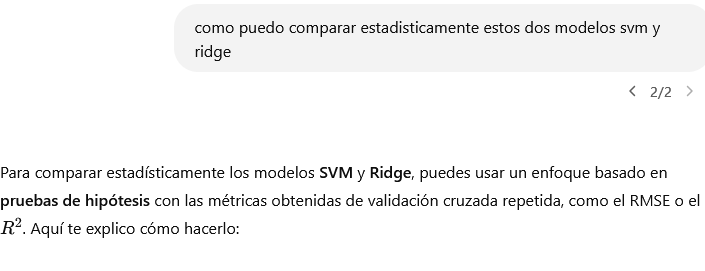 como puedo comparar estadisticamente estos dos modelos svm y
ridge
2/2
Para comparar estadísticamente los modelos SVM y Ridge, puedes usar un enfoque basado en
pruebas de hipótesis con las métricas obtenidas de validación cruzada repetida, como el RMSE o el
R². Aquí te explico cómo hacerlo: